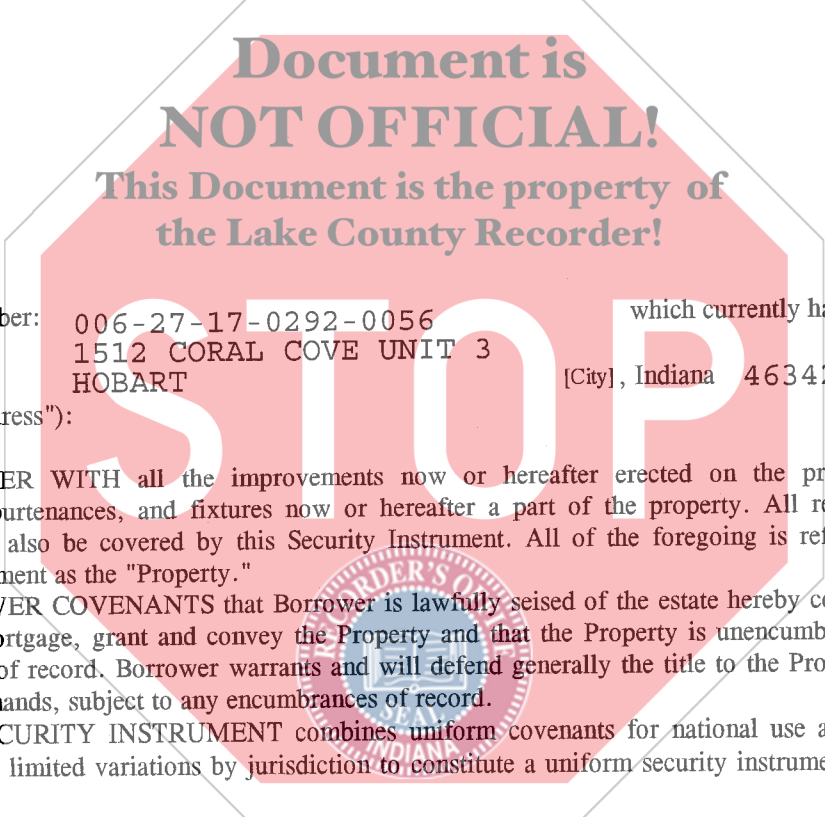 Document is
NOT OFFICIAL!
This Document is the property of
the Lake County Recorder!
STOP
ber: 006-27-17-0292-0056 which currently ha
1512 CORAL COVE UNIT 3
HOBART [City], Indiana 46342
ress"):
ER WITH all the improvements now or hereafter erected on the pr
urtenances, and fixtures now or hereafter a part of the property. All re
also be covered by this Security Instrument. All of the foregoing is ref
ment as the "Property."
VER COVENANTS that Borrower is lawfully seised of the estate hereby co
ortgage, grant and convey the Property and that the Property is unencumb
of record. Borrower warrants and will defend generally the title to the Pro
ands, subject to any encumbrances of record.
CURITY INSTRUMENT combines uniform covenants for national use a
limited variations by jurisdiction to constitute a uniform security instrume
RECORDER'S OF
SEAL
INDIANA